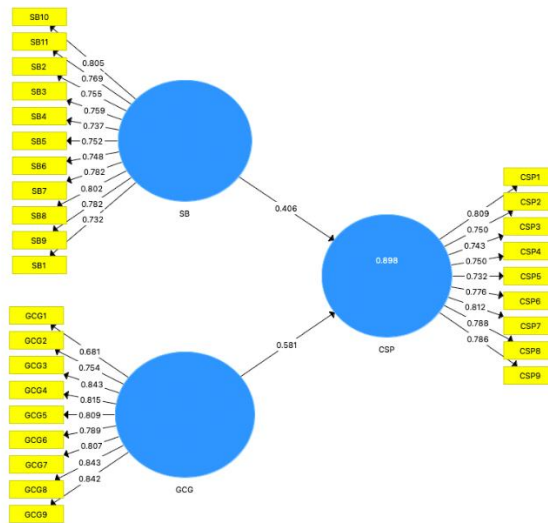 SB10
SB11
SB2
SB3
SB4
SB5
SB6
SB7
SB8
SB9
SB1
0.805
0.769
0.755
0.759
0.737
0.752
0.748
0.782
0.802
0.782
0.732
SB
0.406
GCG1
GCG2
GCG3
GCG4
GCG5
GCG6
GCG7
GCG8
GCG9
0.681
0.754
0.843
0.815
0.809
0.789
0.807
0.843
0.842
GCG
0.581
0.898
CSP
0.809
0.750
0.743
0.750
0.732
0.776
0.812
0.788
0.786
CSP1
CSP2
CSP3
CSP4
CSP5
CSP6
CSP7
CSP8
CSP9